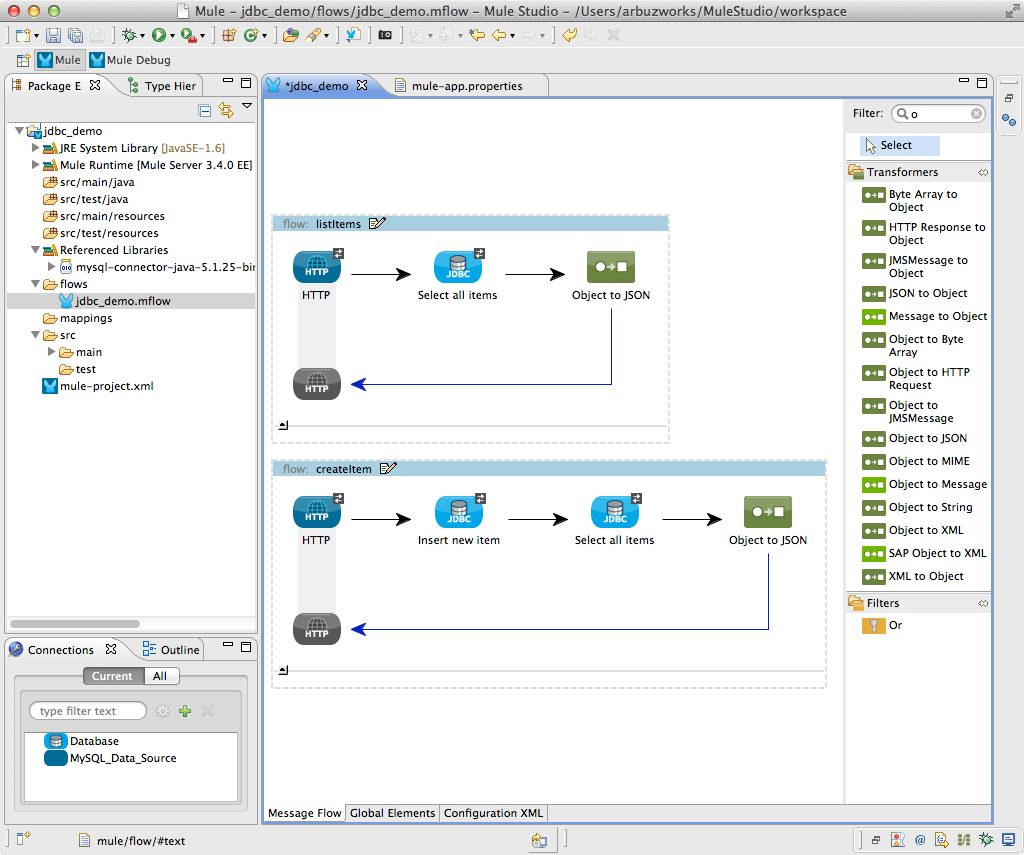 Mule – jdbc_demo/flows/jdbc_demo.mflow – Mule Studio – /Users/arbuzworks/MuleStudio/workspace
Mule
Mule Debug
Package E
Type Hier
jdbc_demo
JRE System Library [JavaSE-1.6]
Mule Runtime [Mule Server 3.4.0 EE]
src/main/java
src/test/java
src/main/resources
src/test/resources
Referenced Libraries
mysql-connector-java-5.1.25-bin
flows
jdbc_demo.mflow
mappings
src
main
test
mule-project.xml
Connections
Outline
Current
All
type filter text
Database
MySQL_Data_Source
*jdbc_demo
mule-app.properties
flow: listItems
HTTP
JDBC
HTTP
Select all items
Object to JSON
HTTP
flow: createItem
HTTP
JDBC
JDBC
HTTP
Insert new item
Select all items
Object to JSON
HTTP
Message Flow
Global Elements
Configuration XML
Filter:
o
Select
Transformers
Byte Array to
Object
HTTP Response to
Object
JMSMessage to
Object
JSON to Object
Message to Object
Object to Byte
Array
Object to HTTP
Request
Object to
JMSMessage
Object to JSON
Object to MIME
Object to Message
Object to String
Object to XML
SAP Object to XML
XML to Object
Filters
Or
mule/flow/#text